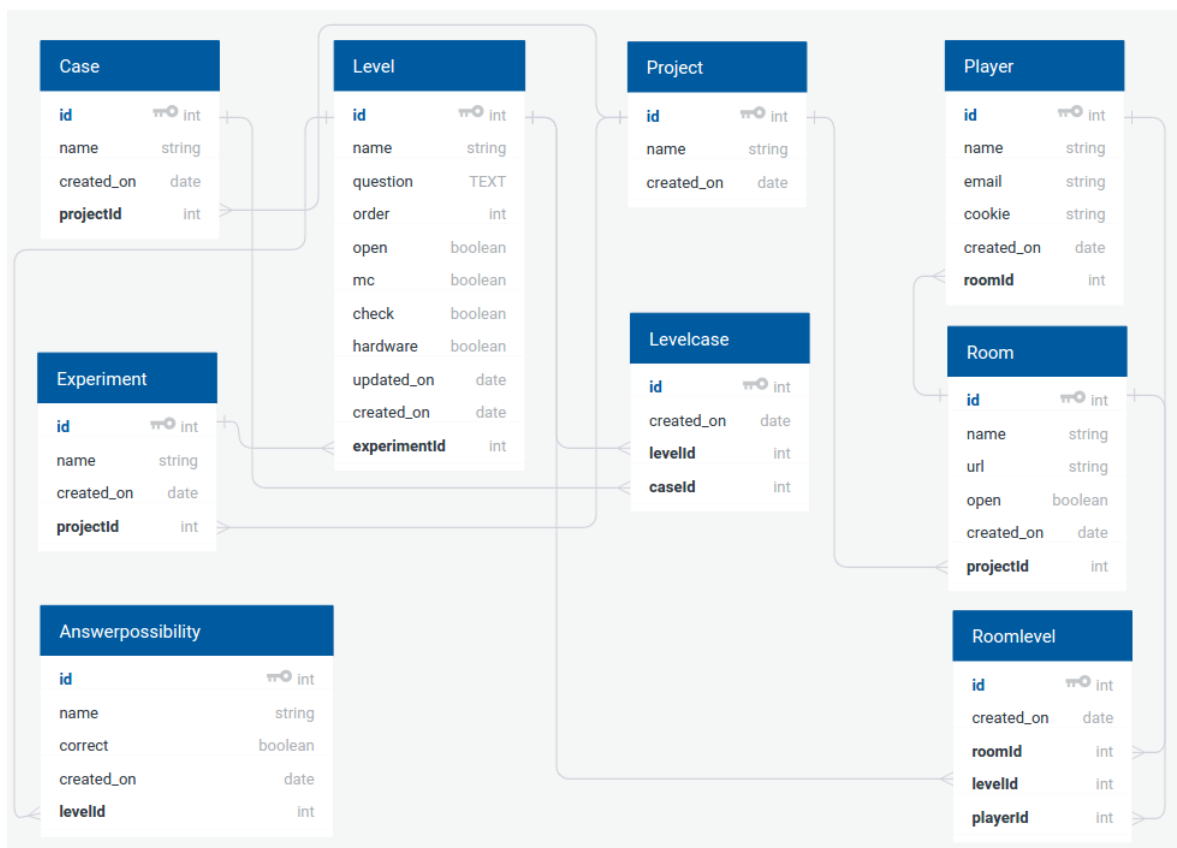 Case
id int
name string
created_on date
projectId int
Level
id int
name string
question TEXT
order int
open boolean
mc boolean
check boolean
hardware boolean
updated_on date
created_on date
experimentId int
Project
id int
name string
created_on date
Player
id int
name string
email string
cookie string
created_on date
roomId int
Experiment
id int
name string
created_on date
projectId int
Levelcase
id int
created_on date
levelId int
caseId int
Room
id int
name string
url string
open boolean
created_on date
projectId int
Answerpossibility
id int
name string
correct boolean
created_on date
levelId int
Roomlevel
id int
created_on date
roomId int
levelId int
playerId int